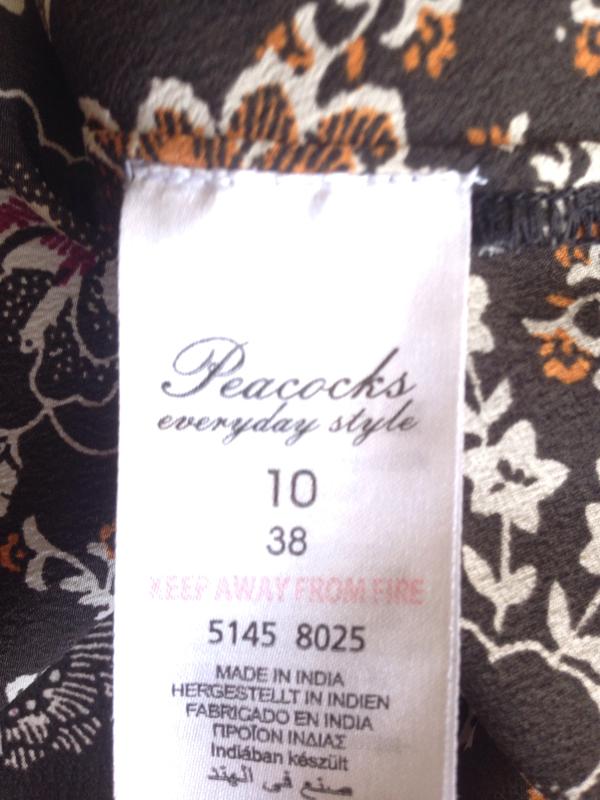 Peacocks
everyday style
10
38
KEEP AWAY FROM FIRE
5145 8025
MADE IN INDIA
HERGESTELLT IN INDIEN
FABRICADO EN INDIA
ΠΡΟΪΟΝ ΙΝΔΙΑΣ
Indiában készült
صنع في الهند